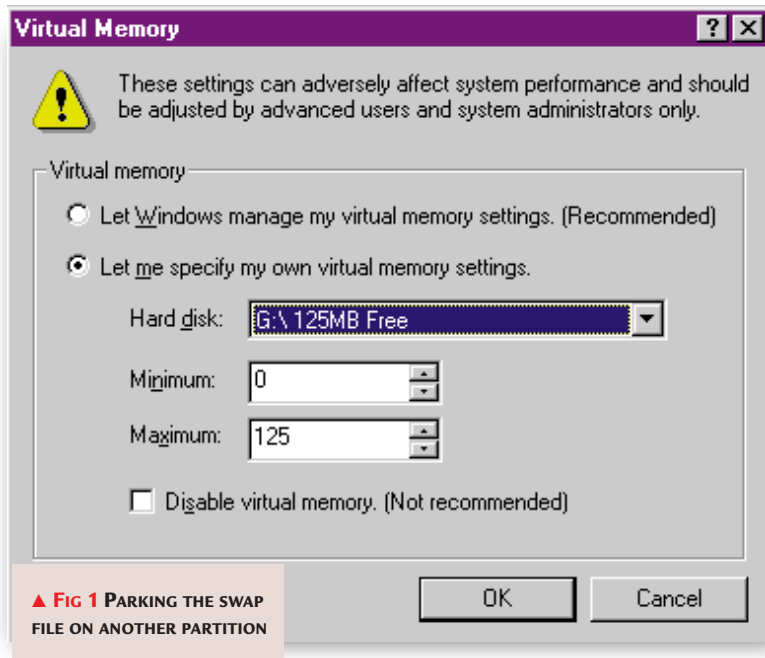 Virtual Memory
These settings can adversely affect system performance and should
be adjusted by advanced users and system administrators only.
Virtual memory
Let Windows manage my virtual memory settings. (Recommended)
Let me specify my own virtual memory settings.
Hard disk: G:\ 125MB Free
Minimum: 0
Maximum: 125
Disable virtual memory. (Not recommended)
▲ FIG 1 PARKING THE SWAP
FILE ON ANOTHER PARTITION
OK Cancel